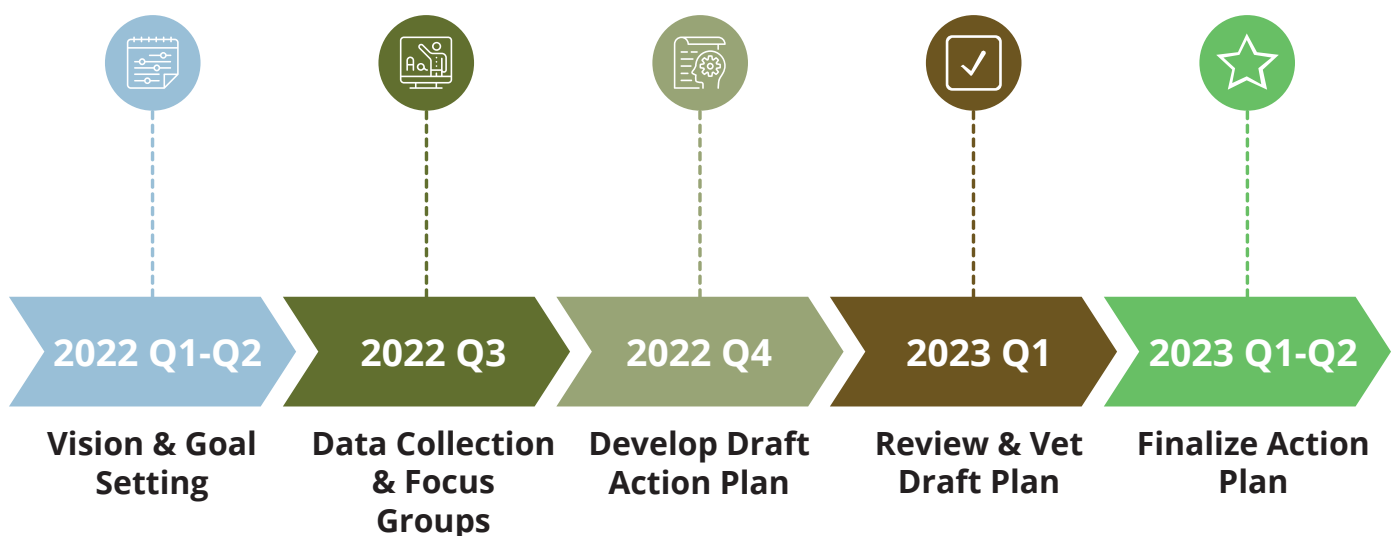 Aa
2022 Q1-Q2
2022 Q3
2022 Q4
2023 Q1
2023 Q1-Q2
Vision & Goal
Setting
Data Collection
& Focus
Groups
Develop Draft
Action Plan
Review & Vet
Draft Plan
Finalize Action
Plan